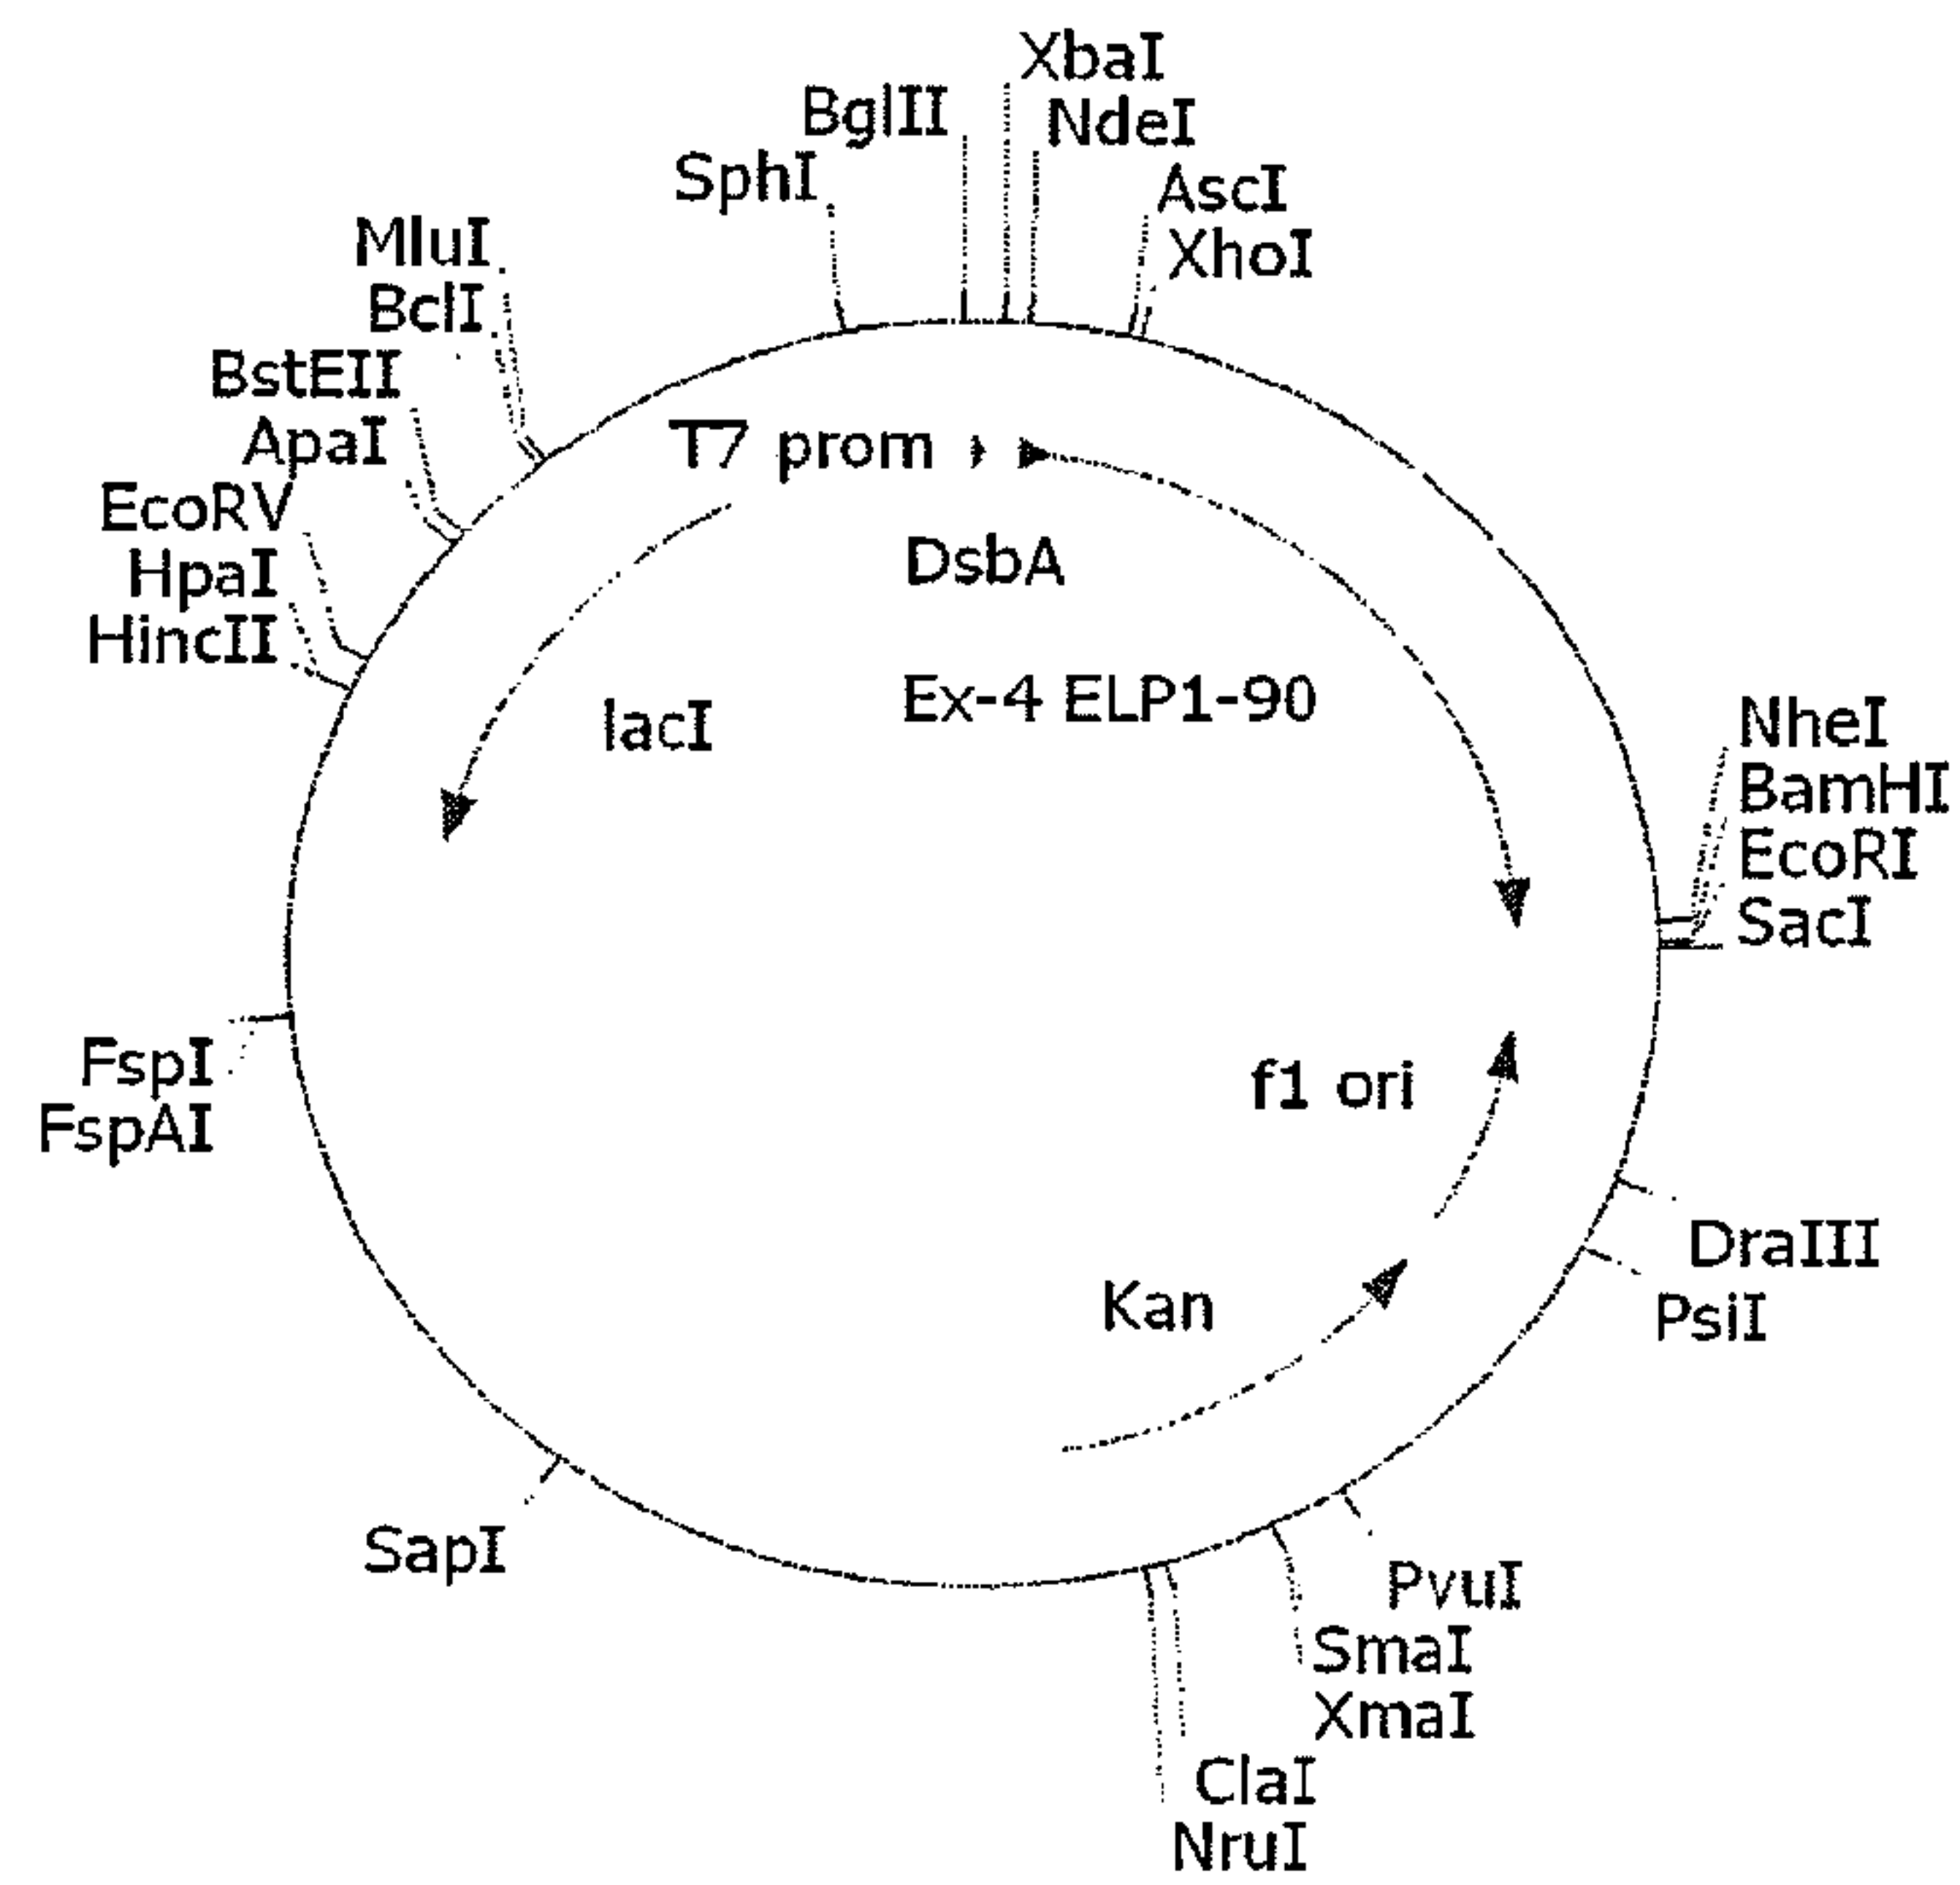 XbaI
BglII
NdeI
SphI
AscI
XhoI
MluI
BclI
BstEII
ApaI
T7 prom
EcoRV
HpaI
HincII
DsbA
Ex-4 ELP1-90
lacI
NheI
BamHI
EcoRI
SacI
FspI
FspAI
f1 ori
DraIII
PsiI
Kan
SapI
PvuI
SmaI
XmaI
ClaI
NruI